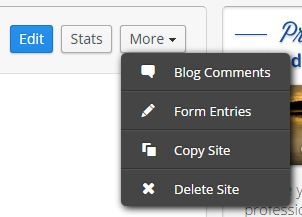 Edit Stats More
Blog Comments
Form Entries
Copy Site
Delete Site